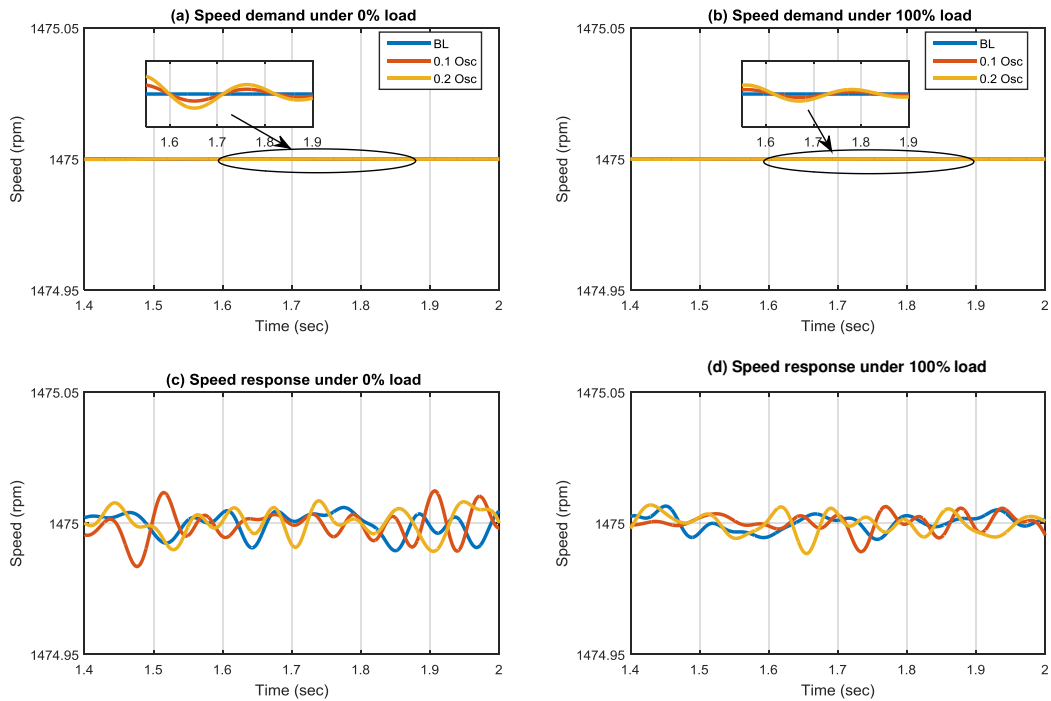 (a) Speed demand under 0% load
1475.05
BL
0.1 Osc
0.2 Osc
1.6 1.7 1.8 1.9
1475
1474.95
Speed (rpm)
1.4 1.5 1.6 1.7 1.8 1.9 2
Time (sec)
(b) Speed demand under 100% load
1475.05
BL
0.1 Osc
0.2 Osc
1.6 1.7 1.8 1.9
1475
1474.95
Speed (rpm)
1.4 1.5 1.6 1.7 1.8 1.9 2
Time (sec)
(c) Speed response under 0% load
1475.05
1475
1474.95
Speed (rpm)
1.4 1.5 1.6 1.7 1.8 1.9 2
Time (sec)
(d) Speed response under 100% load
1475.05
1475
1474.95
Speed (rpm)
1.4 1.5 1.6 1.7 1.8 1.9 2
Time (sec)